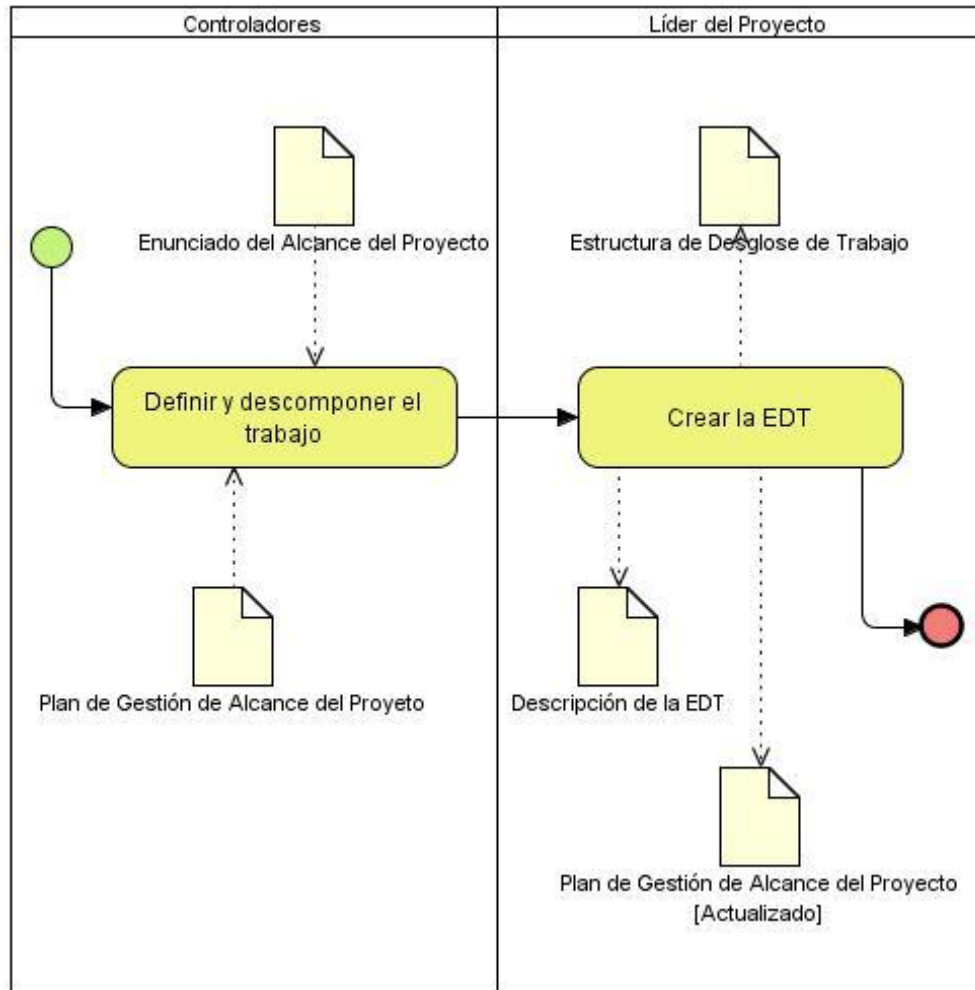 Controladores
Líder del Proyecto
Enunciado del Alcance del Proyecto
Estructura de Desglose de Trabajo
Definir y descomponer el
trabajo
Crear la EDT
Plan de Gestión de Alcance del Proyeto
Descripción de la EDT
Plan de Gestión de Alcance del Proyecto
[Actualizado]